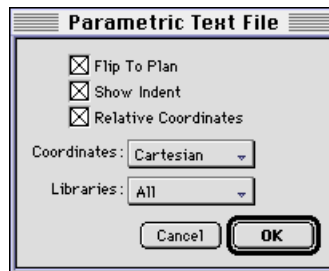 Parametric Text File
Flip To Plan
Show Indent
Relative Coordinates
Coordinates: Cartesian
Libraries: All
Cancel OK